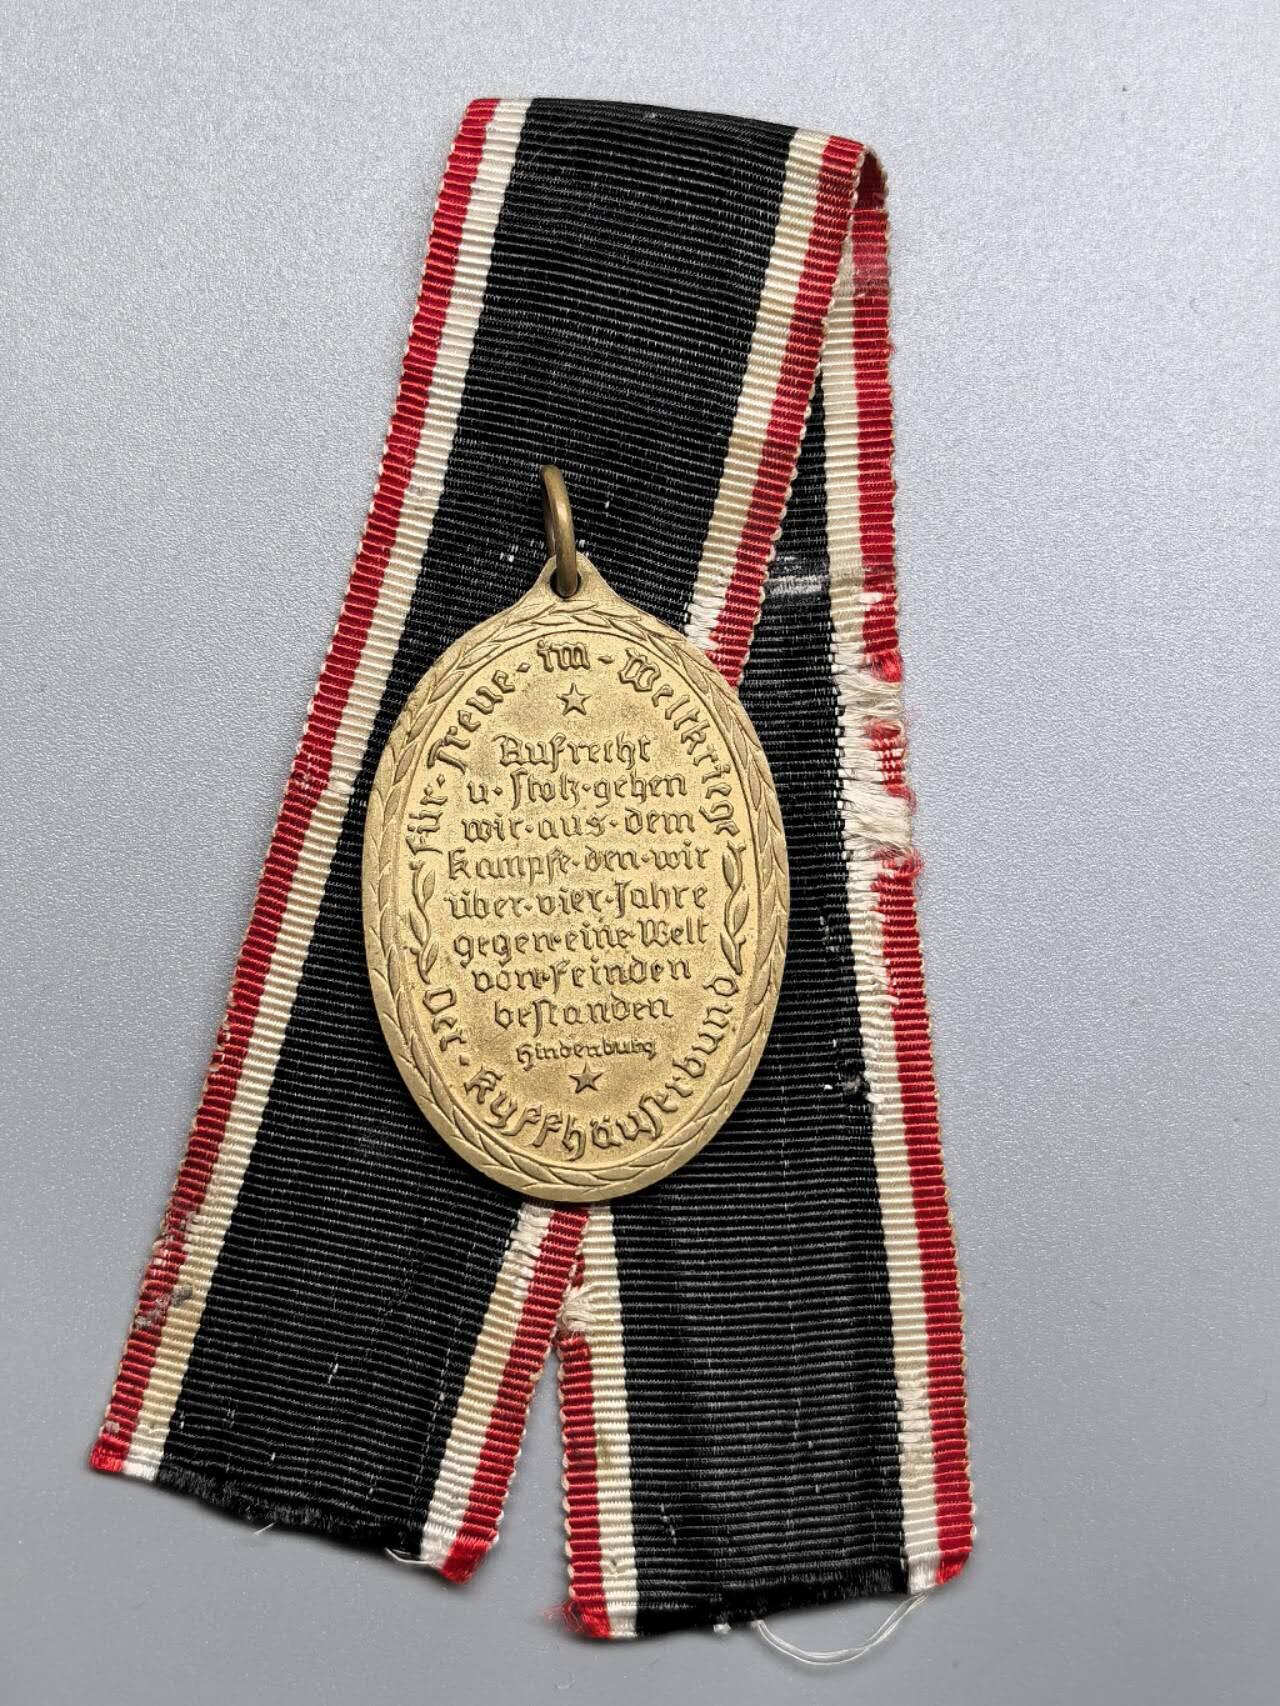 Für·Treue·im·Weltkriege
Aufrecht
u·stolz·gehen
wir·aus·dem
Kampfe·den·wir
über·vier·Jahre
gegen·eine·Welt
von·Feinden
bestanden
Hindenburg
Der·Kyffhäuserbund